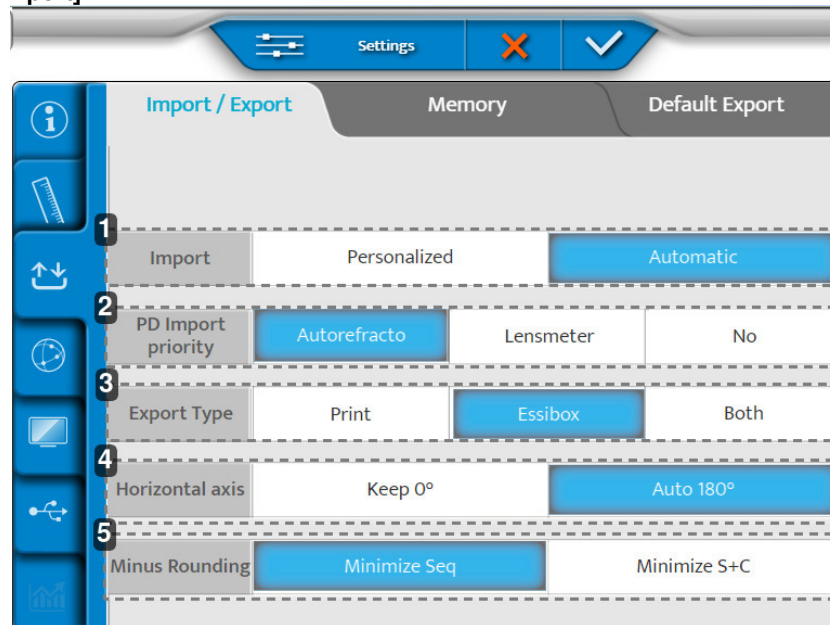 Settings
Import / Export Memory Default Export
1
Import Personalized Automatic
2
PD Import
priority Autorefracto Lensmeter No
3
Export Type Print Essibox Both
4
Horizontal axis Keep 0° Auto 180°
5
Minus Rounding Minimize Seq Minimize S+C